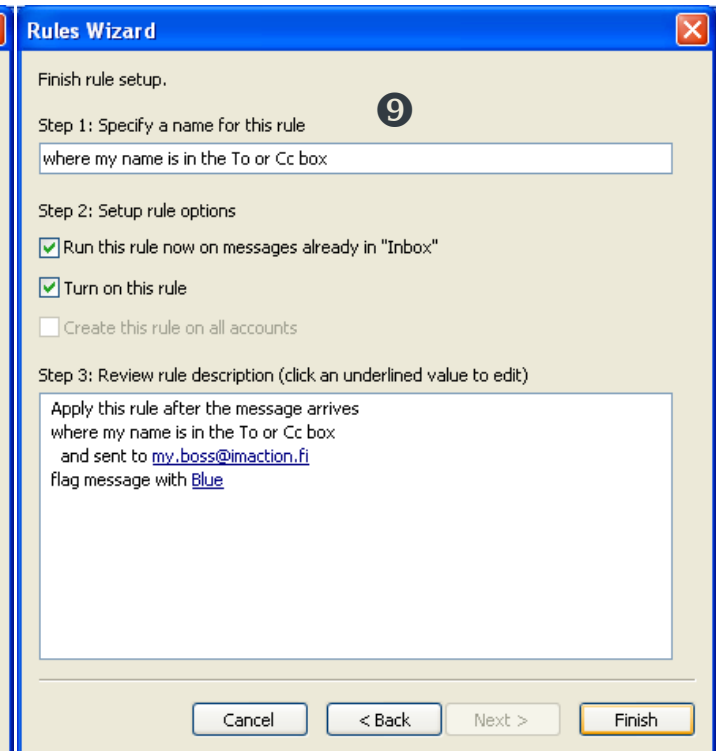 Rules Wizard
Finish rule setup.
9
Step 1: Specify a name for this rule
where my name is in the To or Cc box
Step 2: Setup rule options
Run this rule now on messages already in "Inbox"
Turn on this rule
Create this rule on all accounts
Step 3: Review rule description (click an underlined value to edit)
Apply this rule after the message arrives
where my name is in the To or Cc box
and sent to my.boss@imaction.fi
flag message with Blue
Cancel < Back Next > Finish